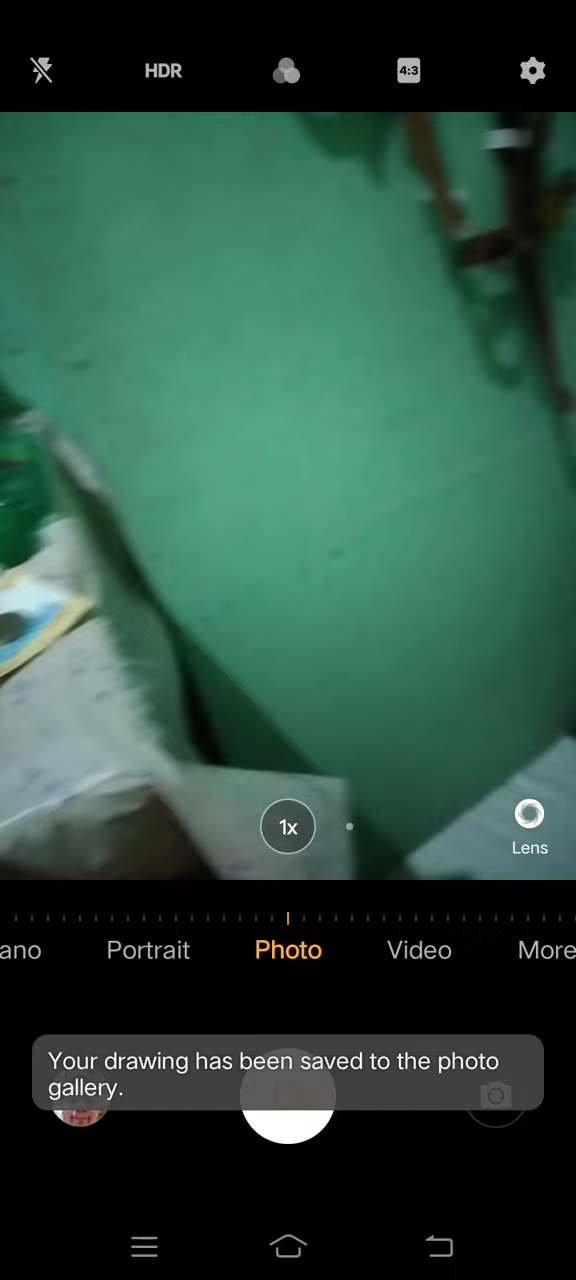 HDR
4:3
1x
Lens
ano
Portrait
Photo
Video
More
Your drawing has been saved to the photo
gallery.